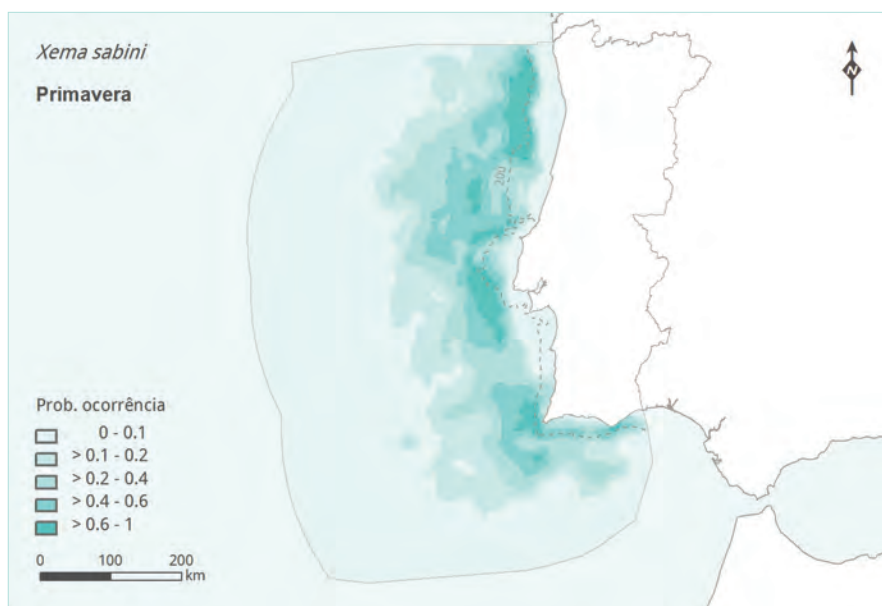 Xema sabini
Primavera
N
200
Prob. ocorrência
0 - 0.1
> 0.1 - 0.2
> 0.2 - 0.4
> 0.4 - 0.6
> 0.6 - 1
0 100 200
km